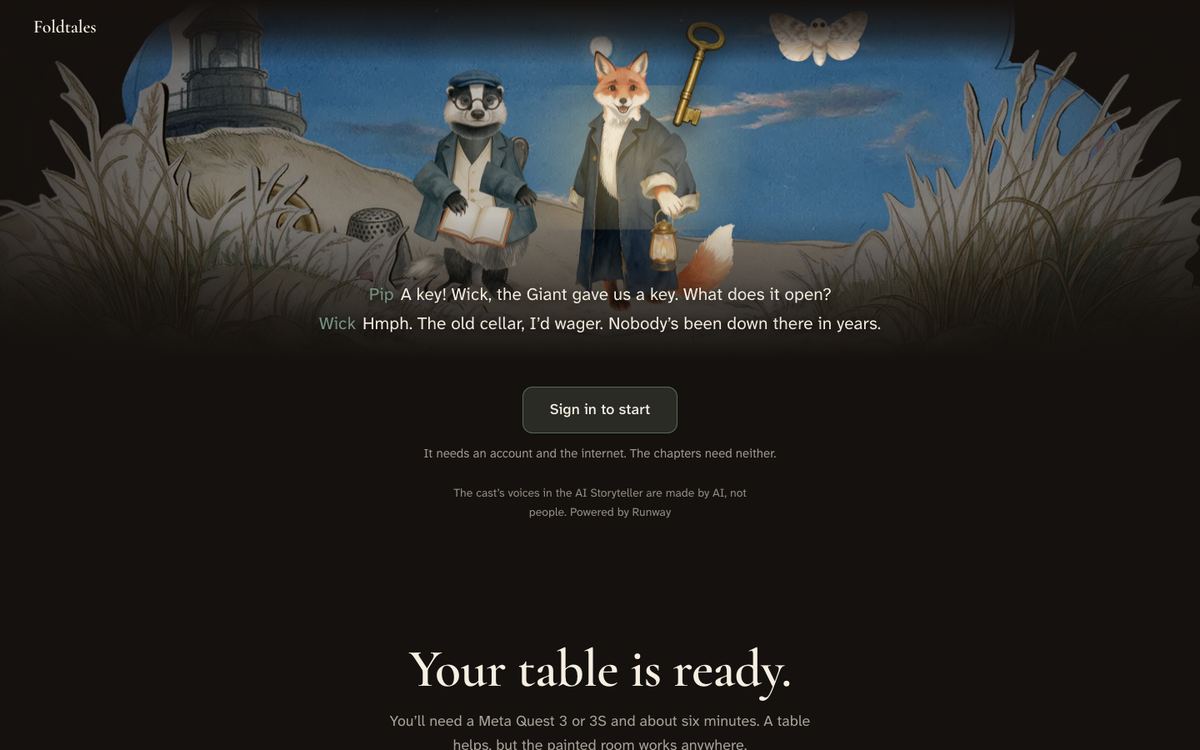 Foldtales
Pip A key! Wick, the Giant gave us a key. What does it open?
Wick Hmph. The old cellar, I’d wager. Nobody’s been down there in years.
Sign in to start
It needs an account and the internet. The chapters need neither.
The cast’s voices in the AI Storyteller are made by AI, not
people. Powered by Runway
Your table is ready.
You’ll need a Meta Quest 3 or 3S and about six minutes. A table
helps, but the painted room works anywhere.